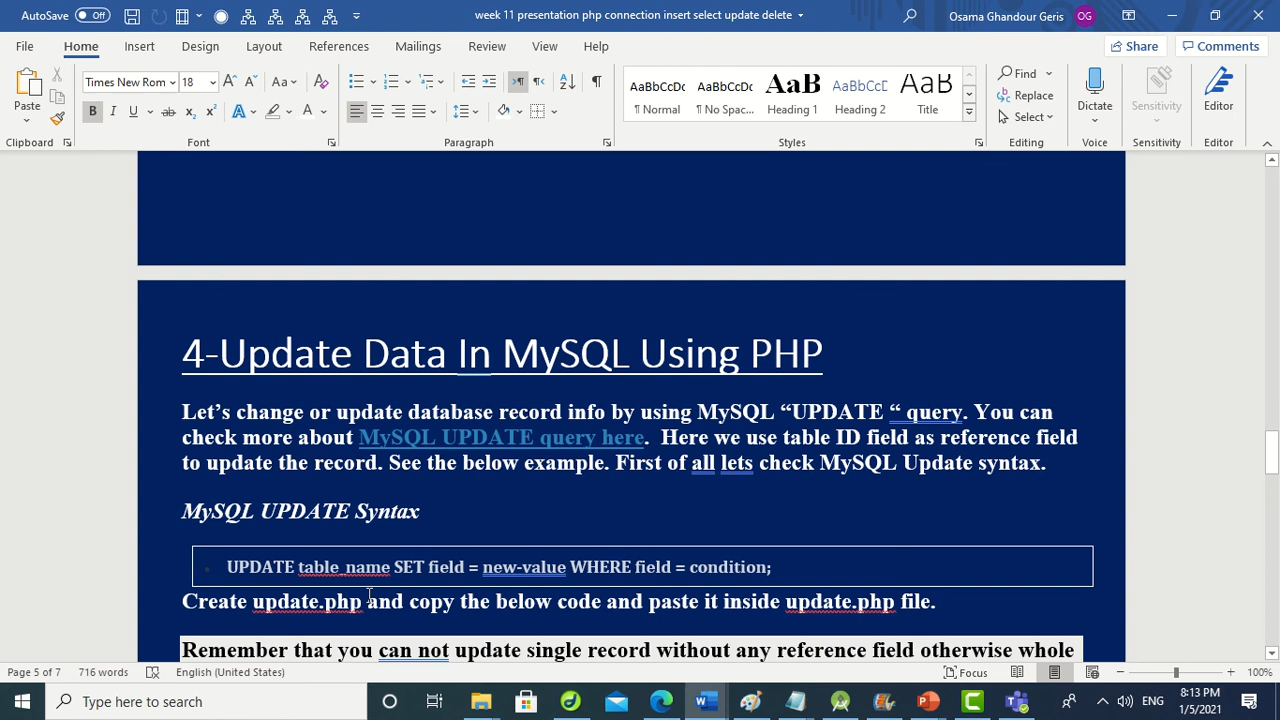 week 11 presentation php connection insert select update delete
Osama Ghandour Geris
OG
AutoSave
Off
File
Home
Insert
Design
Layout
References
Mailings
Review
View
Help
Share
Comments
Paste
Clipboard
Times New Rom
18
Aa
B I U ab x₂ x² A A
Font
Paragraph
AaBbCcDc
¶ Normal
AaBbCcDc
¶ No Spac...
AaB
Heading 1
AaBbCcD
Heading 2
AaB
Title
Styles
Find
Replace
Select
Editing
Dictate
Voice
Sensitivity
Sensitivity
Editor
Editor
4-Update Data In MySQL Using PHP
Let’s change or update database record info by using MySQL “UPDATE “ query. You can
check more about MySQL UPDATE query here. Here we use table ID field as reference field
to update the record. See the below example. First of all lets check MySQL Update syntax.
MySQL UPDATE Syntax
UPDATE table_name SET field = new-value WHERE field = condition;
Create update.php and copy the below code and paste it inside update.php file.
Remember that you can not update single record without any reference field otherwise whole
Page 5 of 7
716 words
English (United States)
Focus
100%
Type here to search
ENG
8:13 PM
1/5/2021